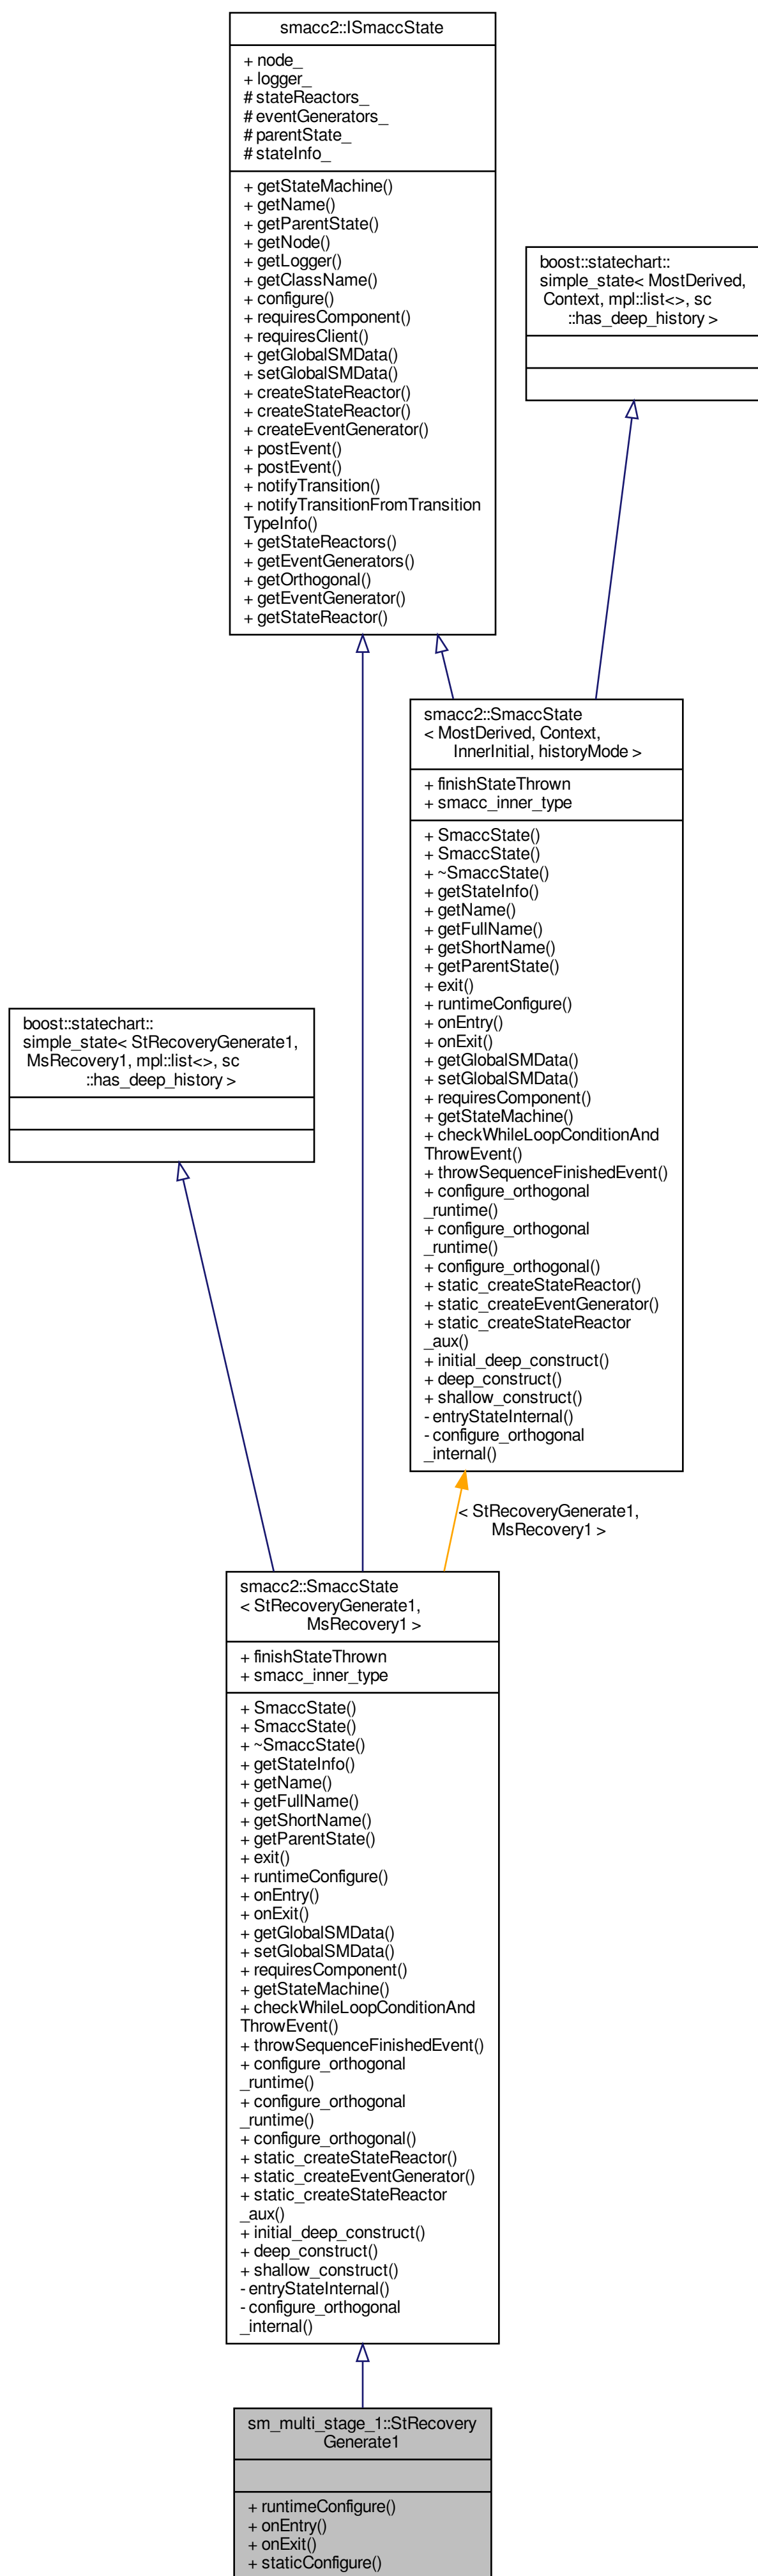 smacc2::ISmaccState
+ node_
+ logger_
# stateReactors_
# eventGenerators_
# parentState_
# stateInfo_
+ getStateMachine()
+ getName()
+ getParentState()
+ getNode()
+ getLogger()
+ getClassName()
+ configure()
+ requiresComponent()
+ requiresClient()
+ getGlobalSMData()
+ setGlobalSMData()
+ createStateReactor()
+ createStateReactor()
+ createEventGenerator()
+ postEvent()
+ postEvent()
+ notifyTransition()
+ notifyTransitionFromTransition
TypeInfo()
+ getStateReactors()
+ getEventGenerators()
+ getOrthogonal()
+ getEventGenerator()
+ getStateReactor()
boost::statechart::
simple_state< MostDerived,
Context, mpl::list<>, sc
::has_deep_history >
smacc2::SmaccState
< MostDerived, Context,
InnerInitial, historyMode >
+ finishStateThrown
+ smacc_inner_type
+ SmaccState()
+ SmaccState()
+ ~SmaccState()
+ getStateInfo()
+ getName()
+ getFullName()
+ getShortName()
+ getParentState()
+ exit()
+ runtimeConfigure()
+ onEntry()
+ onExit()
+ getGlobalSMData()
+ setGlobalSMData()
+ requiresComponent()
+ getStateMachine()
+ checkWhileLoopConditionAnd
ThrowEvent()
+ throwSequenceFinishedEvent()
+ configure_orthogonal
_runtime()
+ configure_orthogonal
_runtime()
+ configure_orthogonal()
+ static_createStateReactor()
+ static_createEventGenerator()
+ static_createStateReactor
_aux()
+ initial_deep_construct()
+ deep_construct()
+ shallow_construct()
- entryStateInternal()
- configure_orthogonal
_internal()
boost::statechart::
simple_state< StRecoveryGenerate1,
MsRecovery1, mpl::list<>, sc
::has_deep_history >
< StRecoveryGenerate1,
MsRecovery1 >
smacc2::SmaccState
< StRecoveryGenerate1,
MsRecovery1 >
+ finishStateThrown
+ smacc_inner_type
+ SmaccState()
+ SmaccState()
+ ~SmaccState()
+ getStateInfo()
+ getName()
+ getFullName()
+ getShortName()
+ getParentState()
+ exit()
+ runtimeConfigure()
+ onEntry()
+ onExit()
+ getGlobalSMData()
+ setGlobalSMData()
+ requiresComponent()
+ getStateMachine()
+ checkWhileLoopConditionAnd
ThrowEvent()
+ throwSequenceFinishedEvent()
+ configure_orthogonal
_runtime()
+ configure_orthogonal
_runtime()
+ configure_orthogonal()
+ static_createStateReactor()
+ static_createEventGenerator()
+ static_createStateReactor
_aux()
+ initial_deep_construct()
+ deep_construct()
+ shallow_construct()
- entryStateInternal()
- configure_orthogonal
_internal()
sm_multi_stage_1::StRecovery
Generate1
+ runtimeConfigure()
+ onEntry()
+ onExit()
+ staticConfigure()